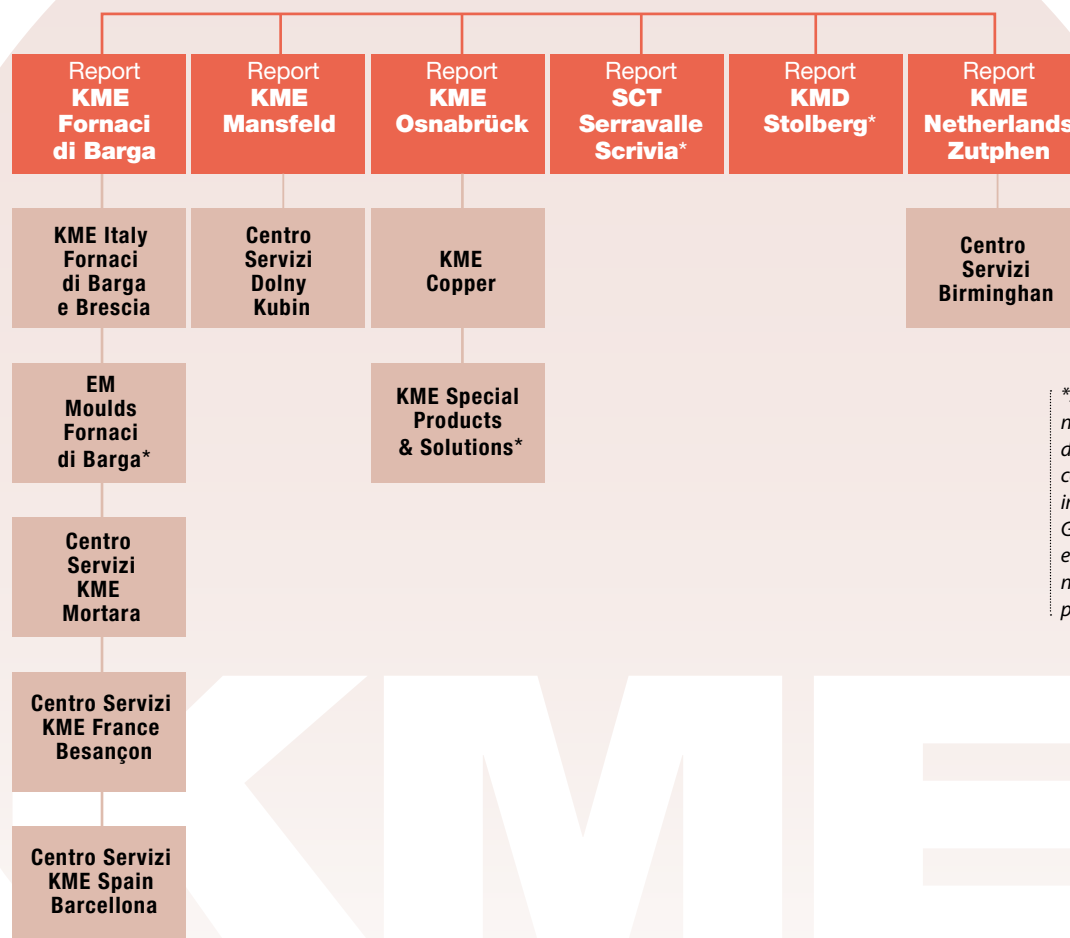 Report
KME
Fornaci
di Barga
Report
KME
Mansfeld
Report
KME
Osnabrück
Report
SCT
Serravalle
Scrivia*
Report
KMD
Stolberg*
Report
KME
Netherlands
Zutphen
KME Italy
Fornaci
di Barga
e Brescia
Centro
Servizi
Dolny
Kubin
KME
Copper
Centro
Servizi
Birminghan
EM
Moulds
Fornaci
di Barga*
KME Special
Products
& Solutions*
Centro
Servizi
KME
Mortara
Centro Servizi
KME France
Besançon
Centro Servizi
KME Spain
Barcellona
KME